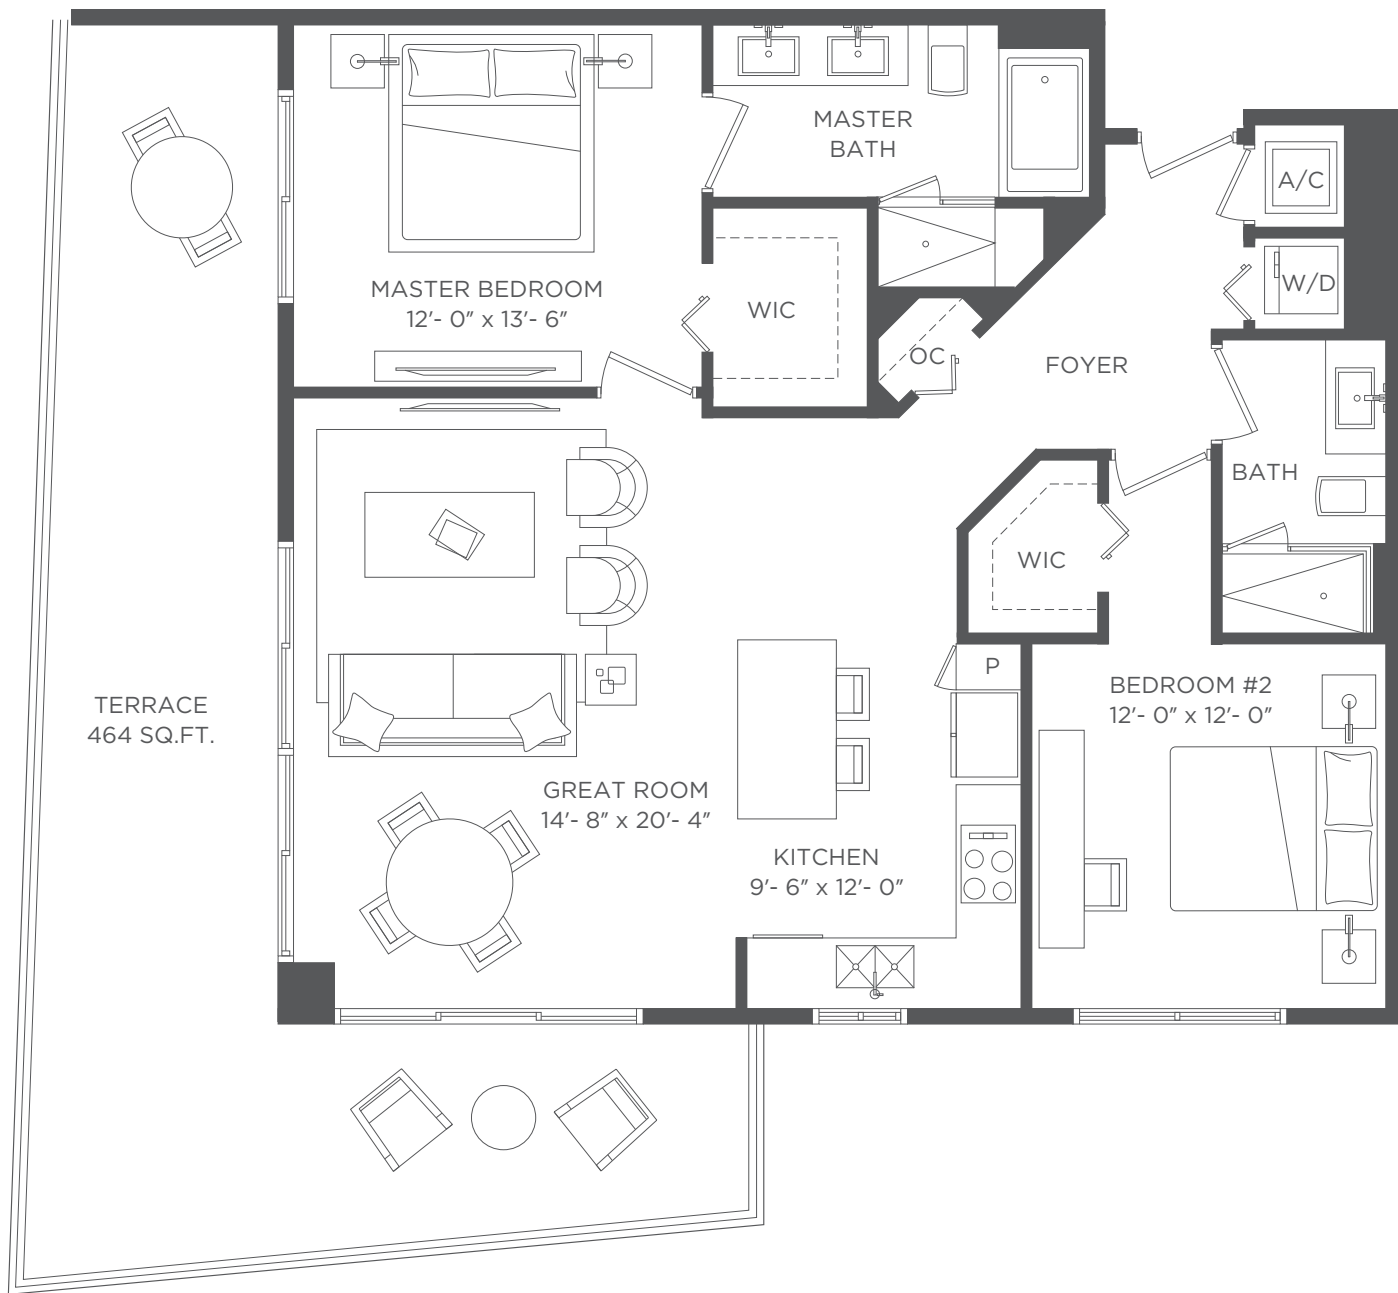 MASTER
BATH
A/C
W/D
MASTER BEDROOM
12'- 0" x 13'- 6"
WIC
OC
FOYER
BATH
WIC
P
BEDROOM #2
12'- 0" x 12'- 0"
TERRACE
464 SQ.FT.
GREAT ROOM
14'- 8" x 20'- 4"
KITCHEN
9'- 6" x 12'- 0"